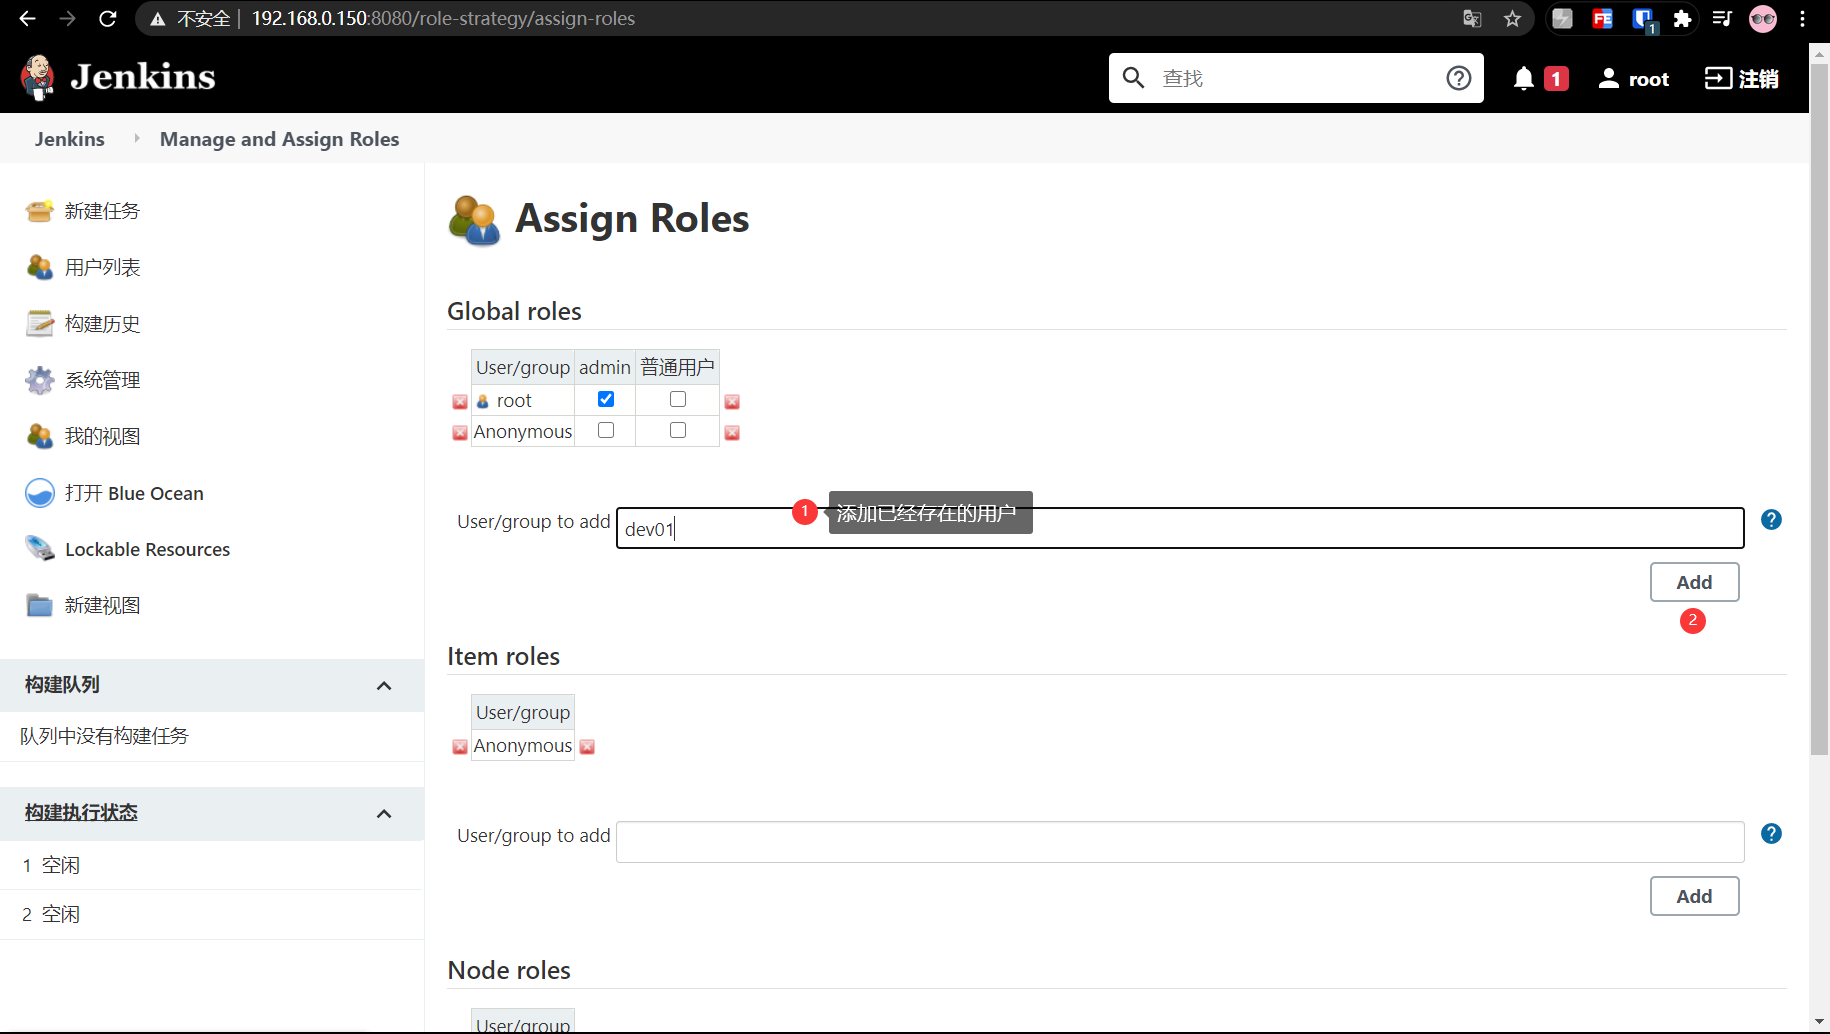 不安全 | 192.168.0.150:8080/role-strategy/assign-roles
FE
1
Jenkins
查找
1
root
注销
Jenkins
Manage and Assign Roles
新建任务
用户列表
构建历史
系统管理
我的视图
打开 Blue Ocean
Lockable Resources
新建视图
构建队列
队列中没有构建任务
构建执行状态
1 空闲
2 空闲
Assign Roles
Global roles
User/group admin 普通用户
root
Anonymous
1 添加已经存在的用户
User/group to add dev01
Add
2
Item roles
User/group
Anonymous
User/group to add
Add
Node roles
User/group